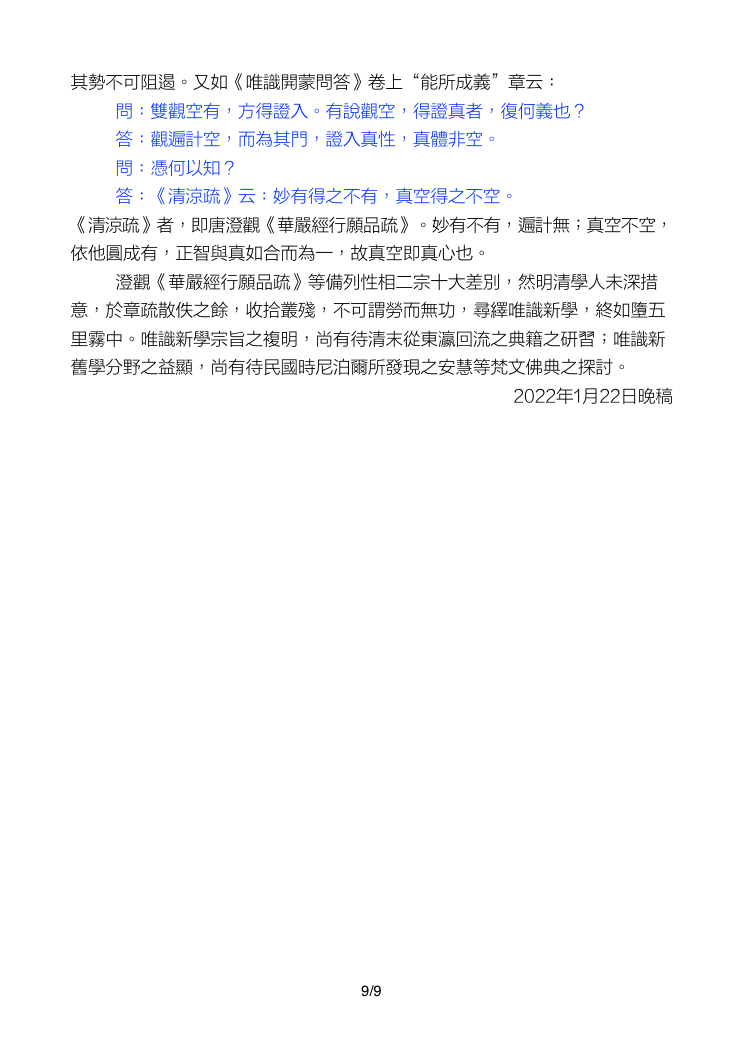 其勢不可阻遏。又如《唯識開蒙問答》卷上“能所成義”章云：
問：雙觀空有，方得證入。有說觀空，得證真者，復何義也？
答：觀遍計空，而為其門，證入真性，真體非空。
問：憑何以知？
答：《清涼疏》云：妙有得之不有，真空得之不空。
《清涼疏》者，即唐澄觀《華嚴經行願品疏》。妙有不有，遍計無；真空不空，
依他圓成有，正智與真如合而為一，故真空即真心也。
澄觀《華嚴經行願品疏》等備列性相二宗十大差別，然明清學人未深措
意，於章疏散佚之餘，收拾叢殘，不可謂勞而無功，尋繹唯識新學，終如墮五
里霧中。唯識新學宗旨之複明，尚有待清末從東瀛回流之典籍之研習；唯識新
舊學分野之益顯，尚有待民國時尼泊爾所發現之安慧等梵文佛典之探討。
2022年1月22日晚稿
9/9